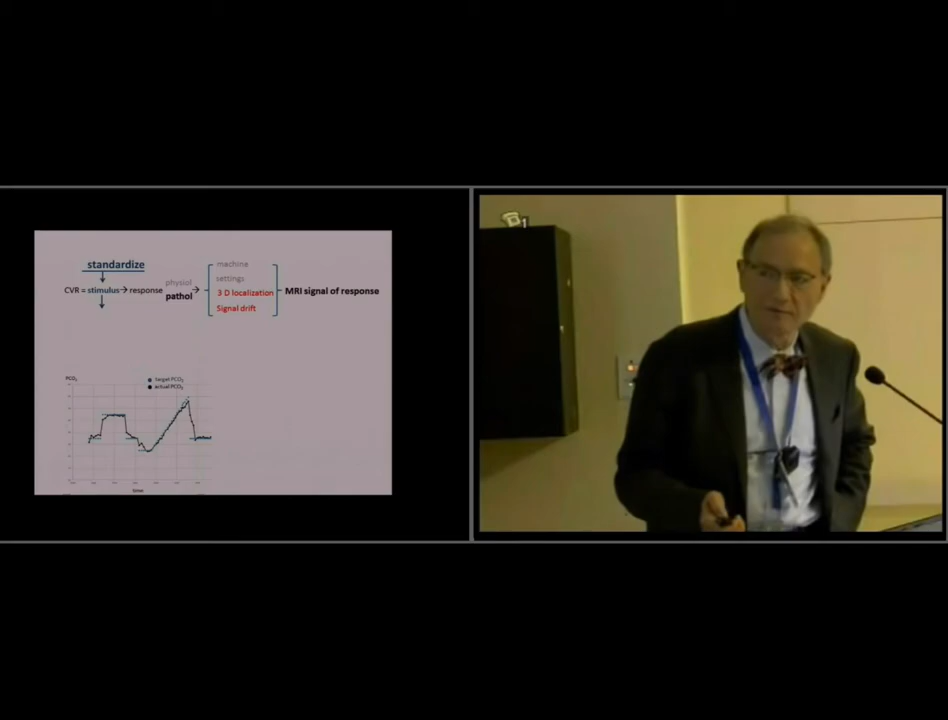 standardize
CVR = stimulus → response
physiol
pathol →
machine
settings
3 D localization
Signal drift
MRI signal of response
PCO₂
target PCO₂
actual PCO₂
time